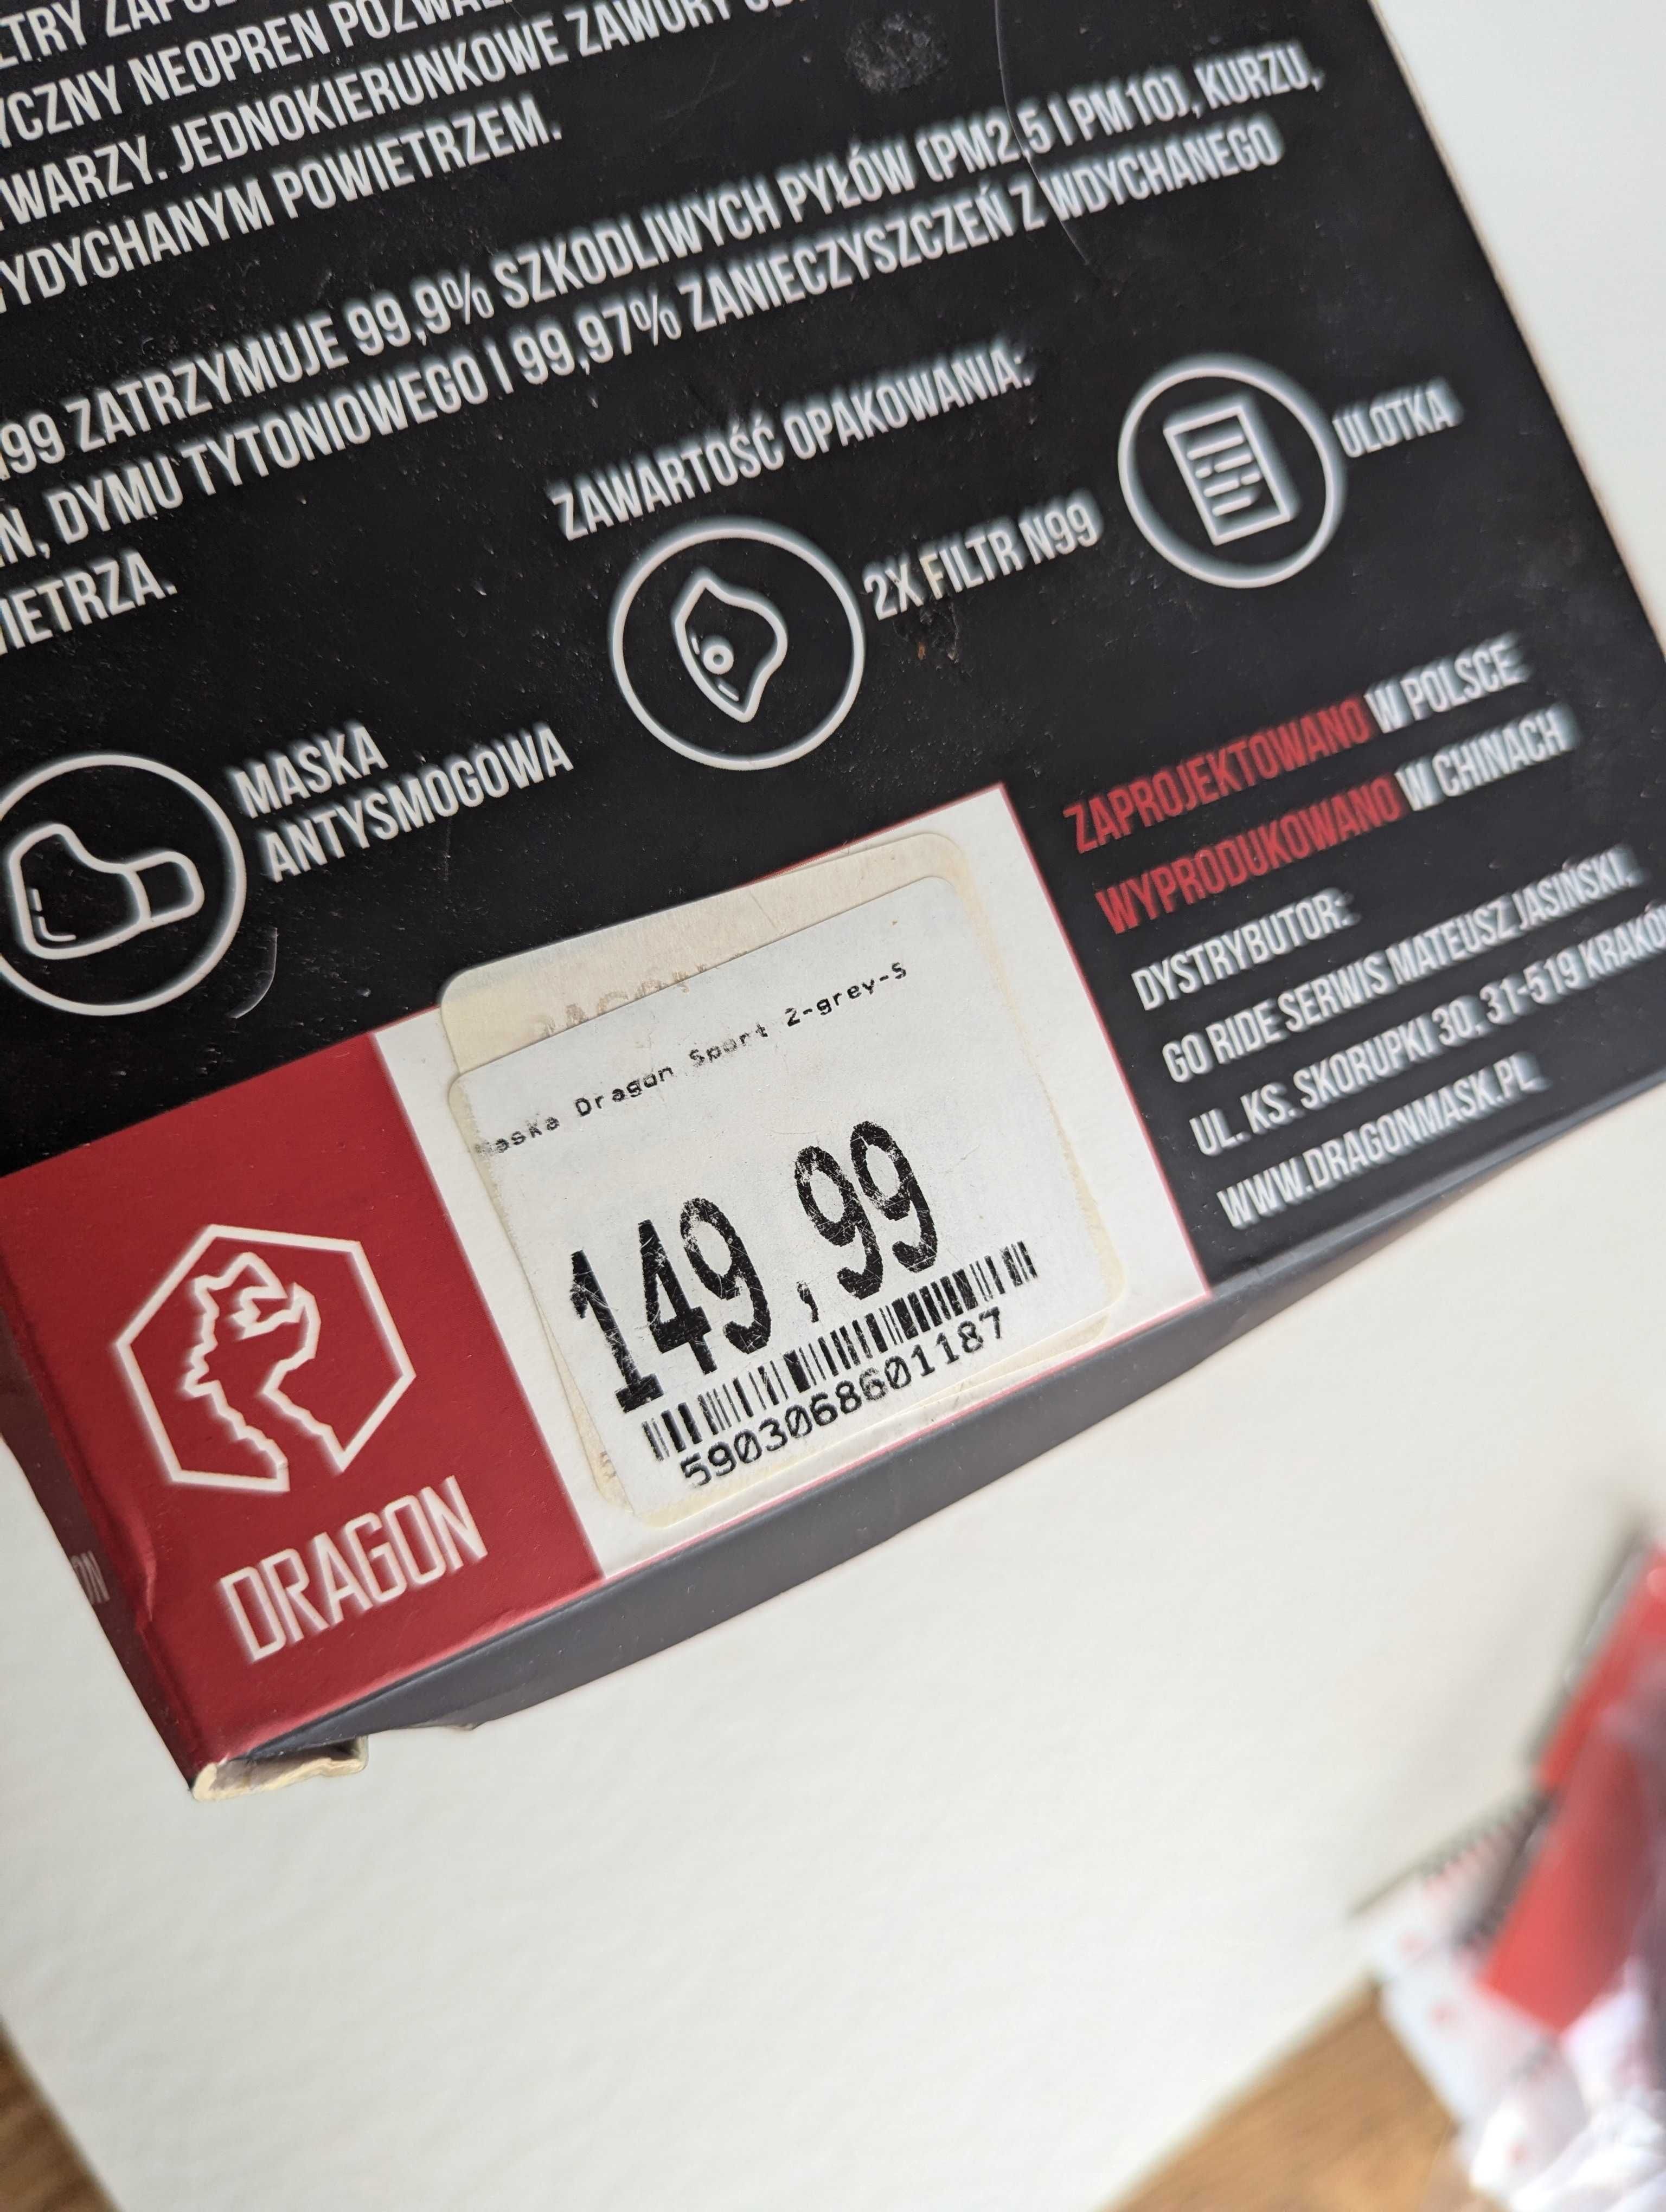 NEOPREN
WARZY. JEDNOKIERUNKOWE ZAWORY
POWIETRZEM.
99 ZATRZYMUJE 99,9% SZKODLIWYCH PYŁÓW (PM2,5 I PM10), KURZU,
N, DYMU TYTONIOWEGO I 99,97% ZANIECZYSZCZEŃ Z WDYCHANEGO
IETRZA.
ZAWARTOŚĆ OPAKOWANIA:
MASKA
ANTYSMOGOWA
2X FILTR N99
ULOTKA
ZAPROJEKTOWANO W POLSCE
WYPRODUKOWANO W CHINACH
DYSTRYBUTOR:
GO RIDE SERWIS MATEUSZ JASIŃSKI,
UL. KS. SKORUPKI 30, 31-519 KRAKÓ
WWW.DRAGONMASK.PL
Maska Dragon Sport 2-grey-S
149,99
5903068601187
DRAGON